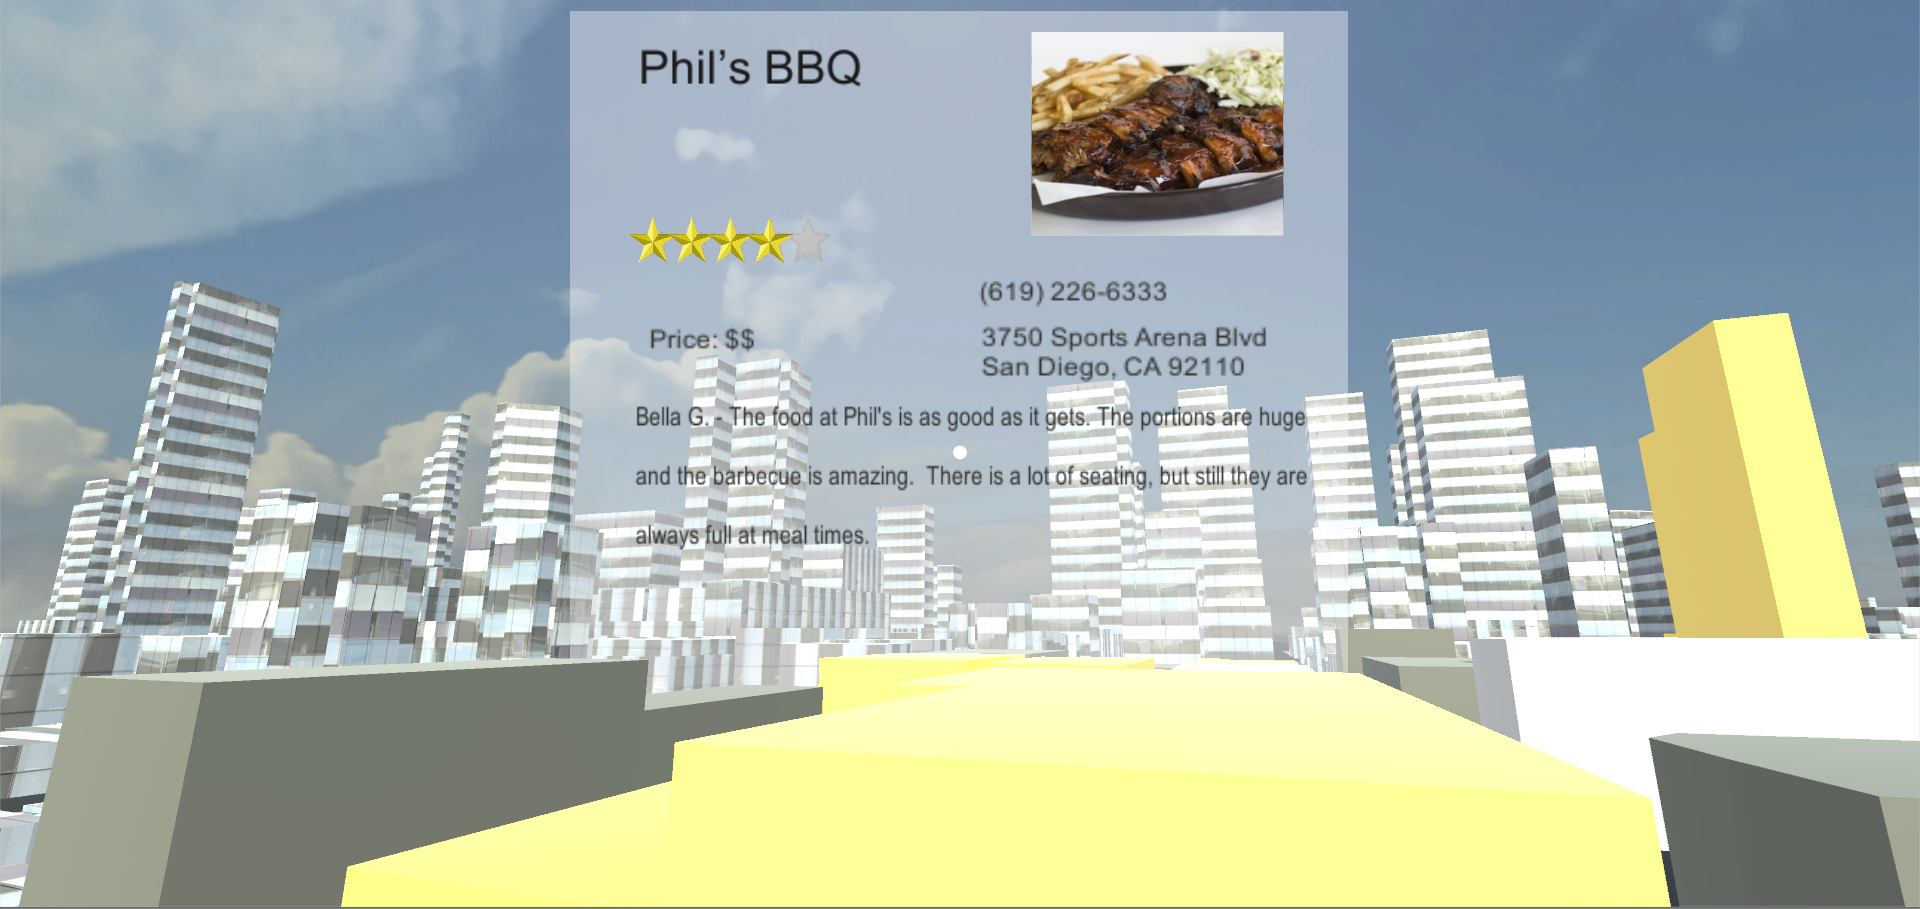 Phil’s BBQ
(619) 226-6333
Price: $$
3750 Sports Arena Blvd
San Diego, CA 92110
Bella G. - The food at Phil's is as good as it gets. The portions are huge
and the barbecue is amazing.  There is a lot of seating, but still they are
always full at meal times.